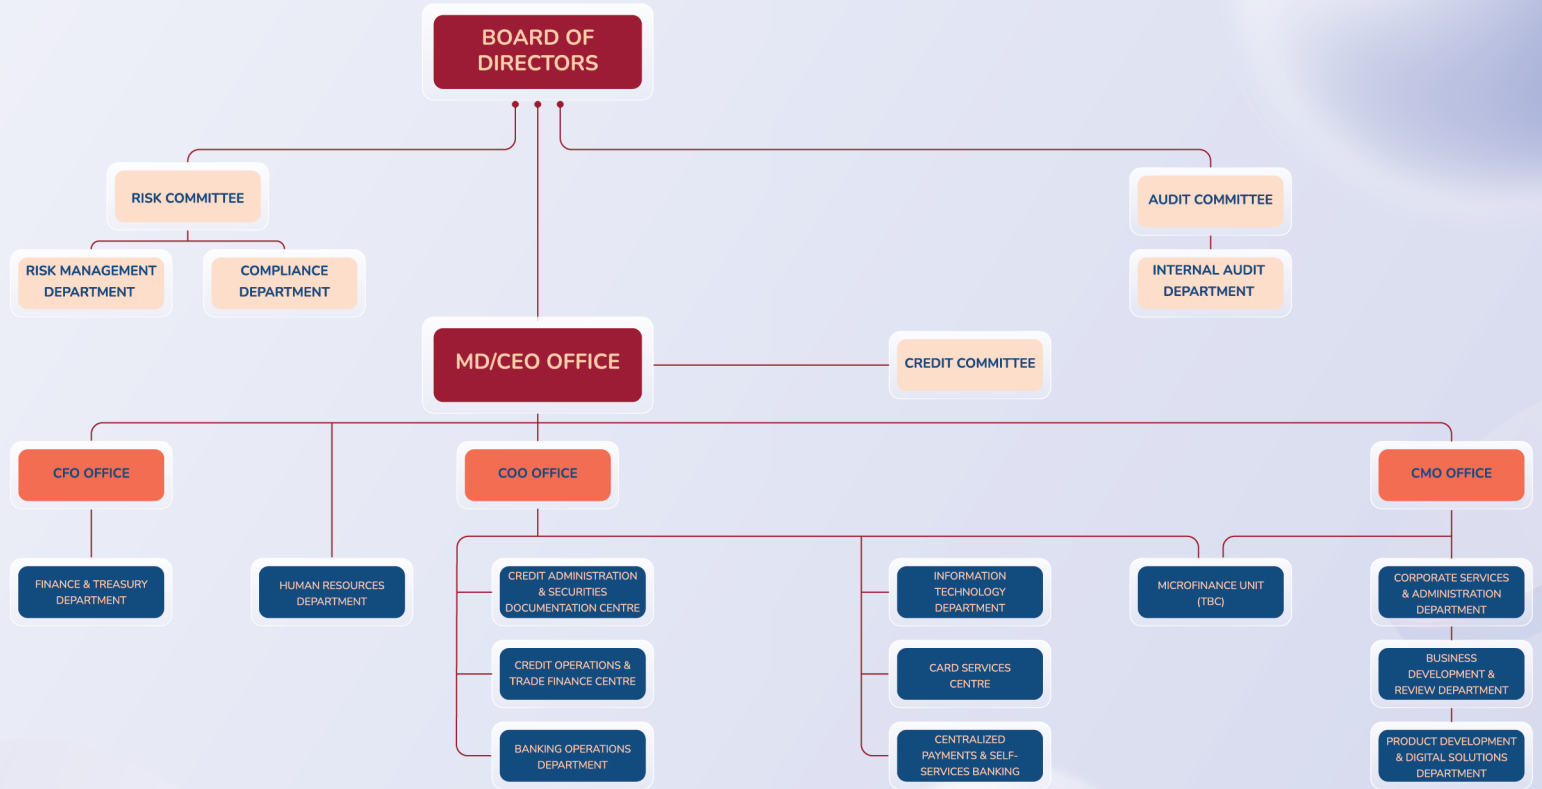 BOARD OF
DIRECTORS
RISK COMMITTEE
AUDIT COMMITTEE
RISK MANAGEMENT
DEPARTMENT
COMPLIANCE
DEPARTMENT
INTERNAL AUDIT
DEPARTMENT
MD/CEO OFFICE
CREDIT COMMITTEE
CFO OFFICE
COO OFFICE
CMO OFFICE
FINANCE & TREASURY
DEPARTMENT
HUMAN RESOURCES
DEPARTMENT
CREDIT ADMINISTRATION
& SECURITIES
DOCUMENTATION CENTRE
INFORMATION
TECHNOLOGY
DEPARTMENT
MICROFINANCE UNIT
(TBC)
CORPORATE SERVICES
& ADMINISTRATION
DEPARTMENT
CREDIT OPERATIONS &
TRADE FINANCE CENTRE
CARD SERVICES
CENTRE
BUSINESS
DEVELOPMENT &
REVIEW DEPARTMENT
BANKING OPERATIONS
DEPARTMENT
CENTRALIZED
PAYMENTS & SELF-
SERVICES BANKING
PRODUCT DEVELOPMENT
& DIGITAL SOLUTIONS
DEPARTMENT